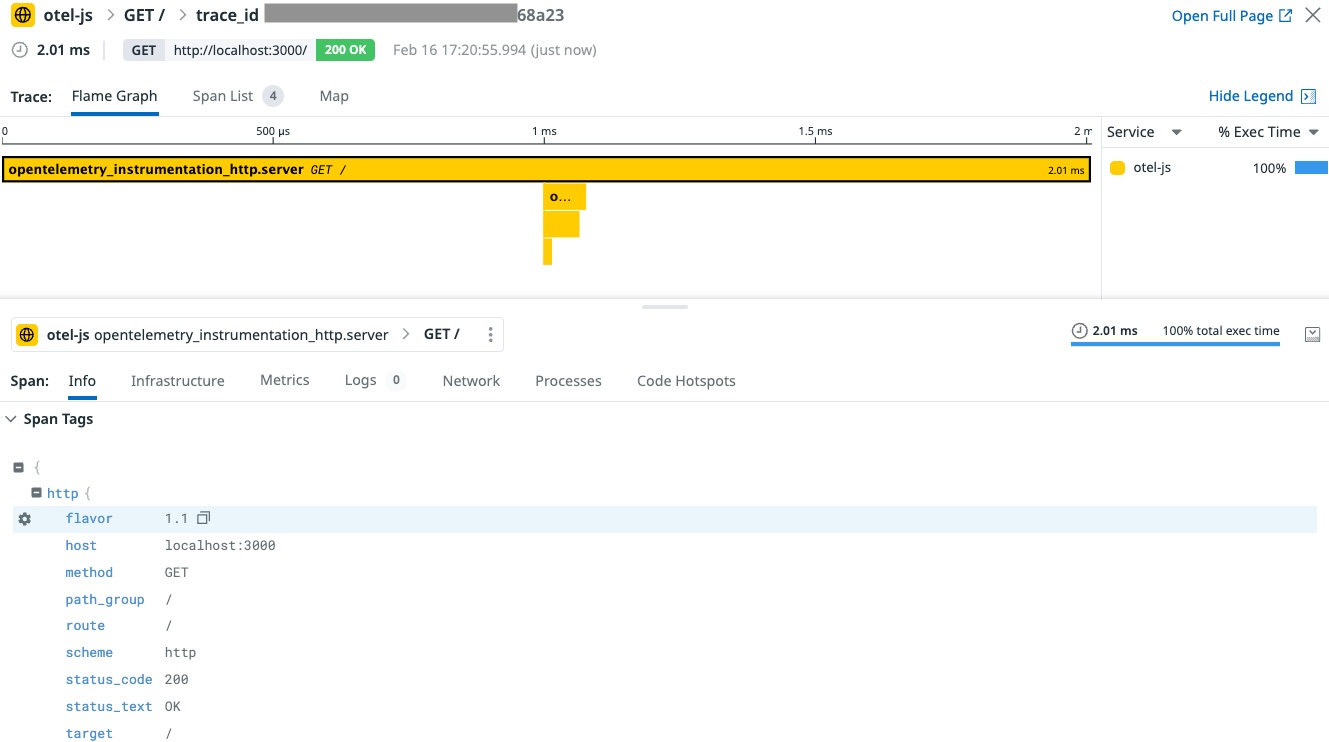 otel-js > GET / > trace_id 68a23 Open Full Page
2.01 ms GET http://localhost:3000/ 200 OK Feb 16 17:20:55.994 (just now)
Trace: Flame Graph Span List 4 Map Hide Legend
0 500 µs 1 ms 1.5 ms 2 m Service % Exec Time
opentelemetry_instrumentation_http.server GET / 2.01 ms otel-js 100%
o...
otel-js opentelemetry_instrumentation_http.server > GET / 2.01 ms 100% total exec time
Span: Info Infrastructure Metrics Logs 0 Network Processes Code Hotspots
Span Tags
{
http {
flavor 1.1
host localhost:3000
method GET
path_group /
route /
scheme http
status_code 200
status_text OK
target /